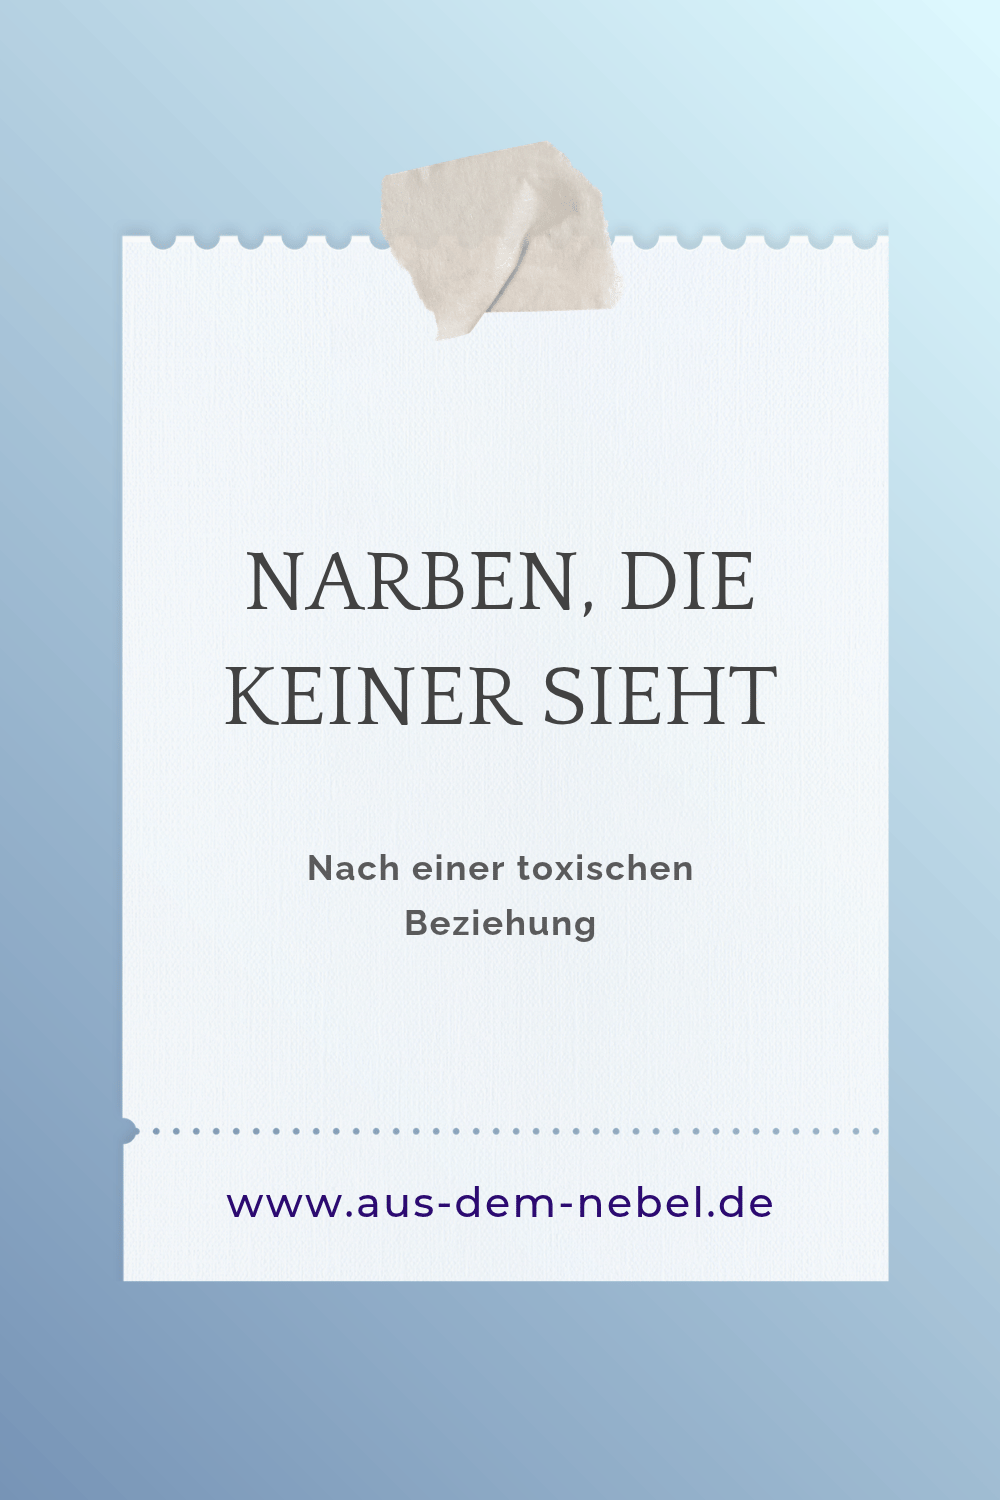 NARBEN, DIE
KEINER SIEHT
Nach einer toxischen
Beziehung
www.aus-dem-nebel.de